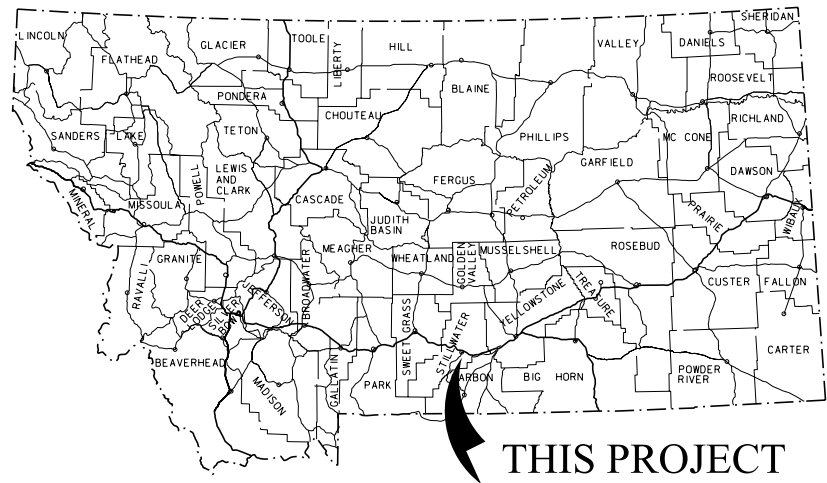 LINCOLN
FLATHEAD
GLACIER
TOOLE
LIBERTY
HILL
BLAINE
VALLEY
DANIELS
SHERIDAN
ROOSEVELT
PONDERA
CHOUTEAU
PHILLIPS
MC CONE
RICHLAND
SANDERS
LAKE
TETON
LEWIS
AND
CLARK
POWELL
CASCADE
FERGUS
PETROLEUM
GARFIELD
DAWSON
MINERAL
MISSOULA
JUDITH
BASIN
PRAIRIE
WIBAUX
GRANITE
RAVALLI
BROADWATER
MEAGHER
WHEATLAND
GOLDEN
VALLEY
MUSSELSHELL
ROSEBUD
CUSTER
FALLON
DEER
LODGE
SILVER
BOW
JEFFERSON
YELLOWSTONE
TREASURE
BEAVERHEAD
MADISON
GALLATIN
PARK
SWEET GRASS
STILLWATER
CARBON
BIG HORN
POWDER
RIVER
CARTER
THIS PROJECT